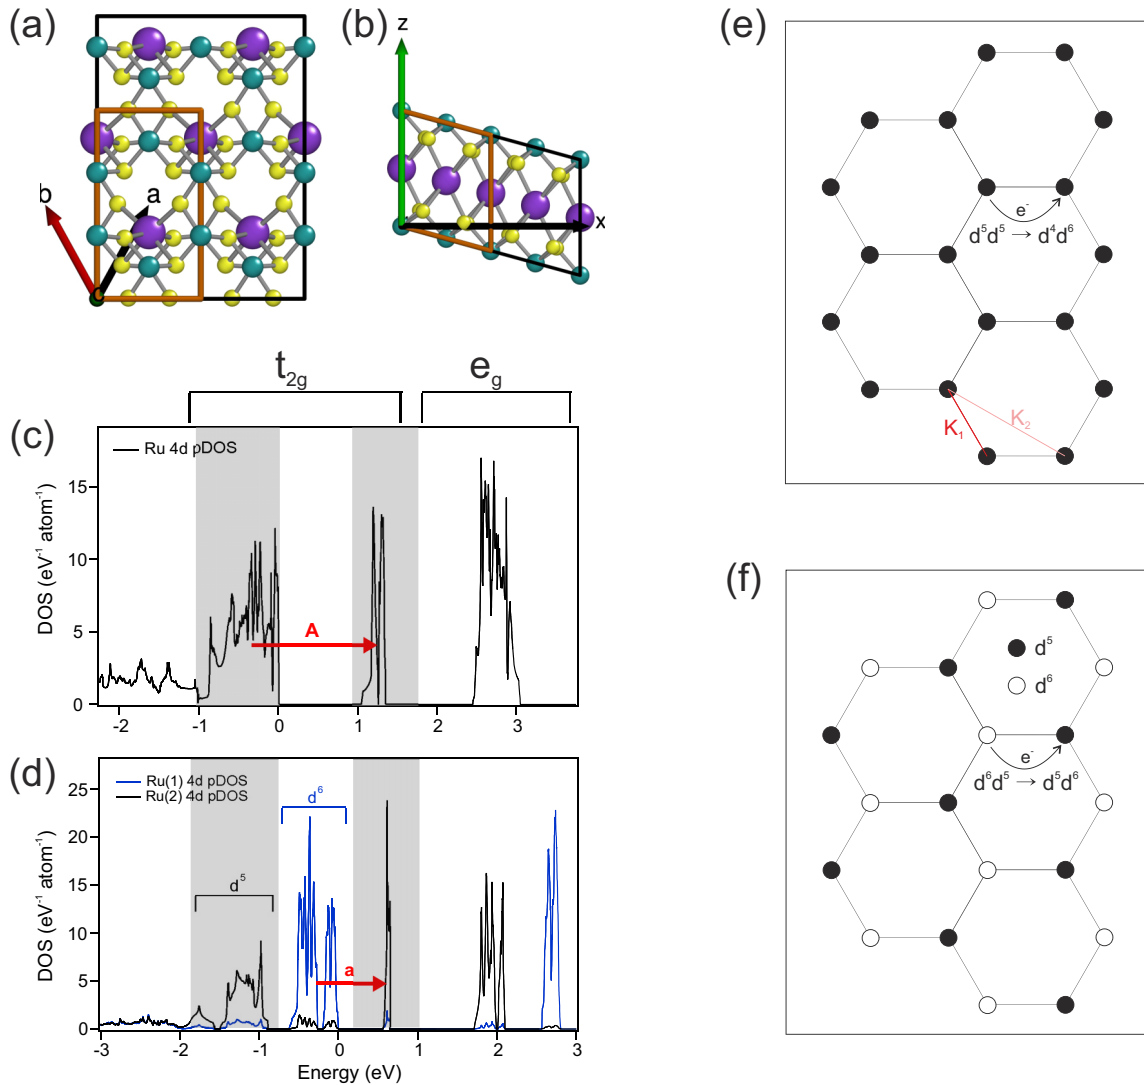 (a)
b
a
(b)
z
x
t2g
eg
(c)
Ru 4d pDOS
A
DOS (eV⁻¹ atom⁻¹)
15
10
5
0
-2
-1
0
1
2
3
(d)
Ru(1) 4d pDOS
Ru(2) 4d pDOS
d⁶
d⁵
a
DOS (eV⁻¹ atom⁻¹)
25
20
15
10
5
0
-3
-2
-1
0
1
2
3
Energy (eV)
(e)
e⁻
d⁵d⁵ → d⁴d⁶
K₁
K₂
(f)
d⁵
d⁶
e⁻
d⁶d⁵ → d⁵d⁶